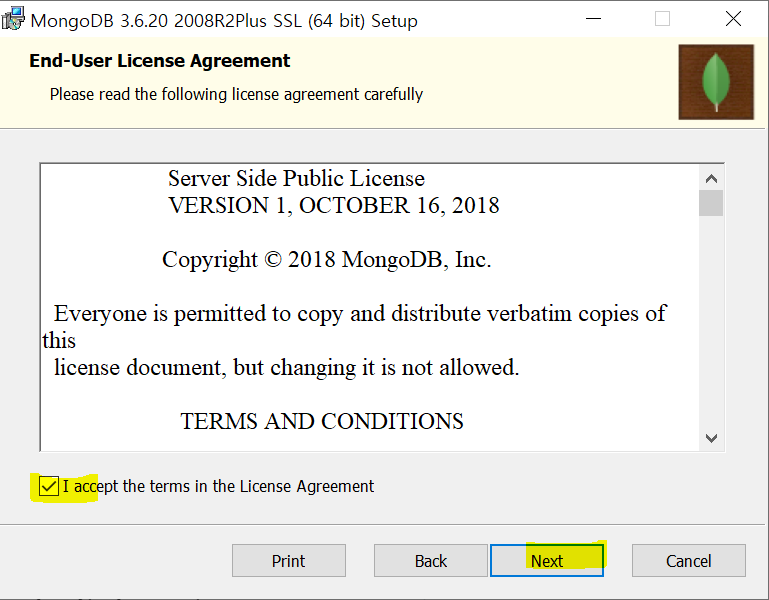 MongoDB 3.6.20 2008R2Plus SSL (64 bit) Setup
End-User License Agreement
Please read the following license agreement carefully
Server Side Public License
VERSION 1, OCTOBER 16, 2018
Copyright © 2018 MongoDB, Inc.
Everyone is permitted to copy and distribute verbatim copies of
this
license document, but changing it is not allowed.
TERMS AND CONDITIONS
I accept the terms in the License Agreement
Print Back Next Cancel